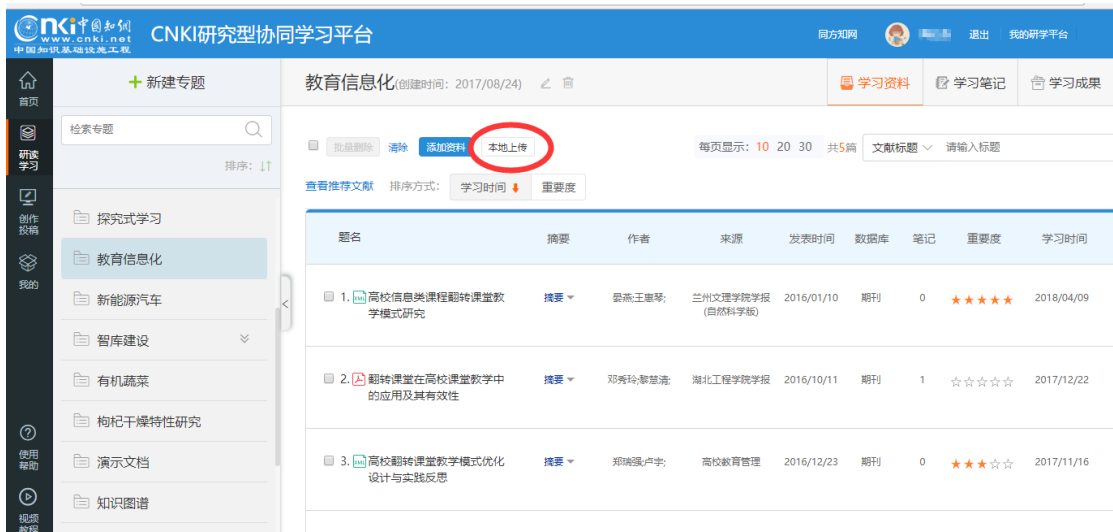 CNKI中国知网
www.cnki.net
中国知识基础设施工程
CNKI研究型协同学习平台
同方知网
退出
我的研学平台
首页
研读
学习
创作
投稿
我的
使用
帮助
视频
教程
新建专题
检索专题
排序：
探究式学习
教育信息化
新能源汽车
智库建设
有机蔬菜
枸杞干燥特性研究
演示文档
知识图谱
教育信息化(创建时间：2017/08/24)
学习资料
学习笔记
学习成果
批量删除 清除 添加资料 本地上传
每页显示：10 20 30 共5篇 文献标题 请输入标题
查看推荐文献 排序方式： 学习时间 重要度
题名 摘要 作者 来源 发表时间 数据库 笔记 重要度 学习时间
1. 高校信息类课程翻转课堂教 摘要 晏燕;王惠琴; 兰州文理学院学报 2016/01/10 期刊 0 ★★★★★ 2018/04/09
学模式研究 (自然科学版)
2. 翻转课堂在高校课堂教学中 摘要 邓秀玲;黎慧清; 湖北工程学院学报 2016/10/11 期刊 1 ☆☆☆☆☆ 2017/12/22
的应用及其有效性
3. 高校翻转课堂教学模式优化 摘要 郑瑞强;卢宇; 高校教育管理 2016/12/23 期刊 0 ★★★☆☆ 2017/11/16
设计与实践反思